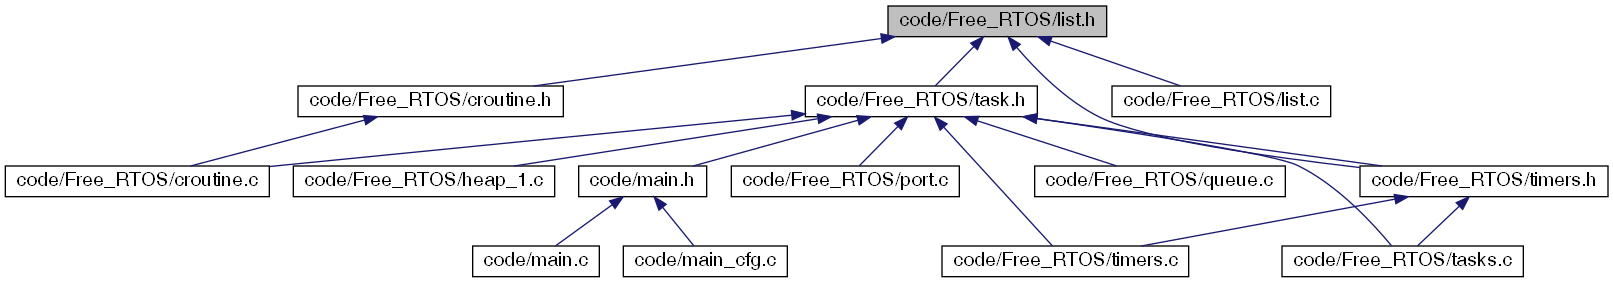 code/Free_RTOS/list.h
code/Free_RTOS/croutine.h
code/Free_RTOS/task.h
code/Free_RTOS/list.c
code/Free_RTOS/croutine.c
code/Free_RTOS/heap_1.c
code/main.h
code/Free_RTOS/port.c
code/Free_RTOS/queue.c
code/Free_RTOS/timers.h
code/main.c
code/main_cfg.c
code/Free_RTOS/timers.c
code/Free_RTOS/tasks.c